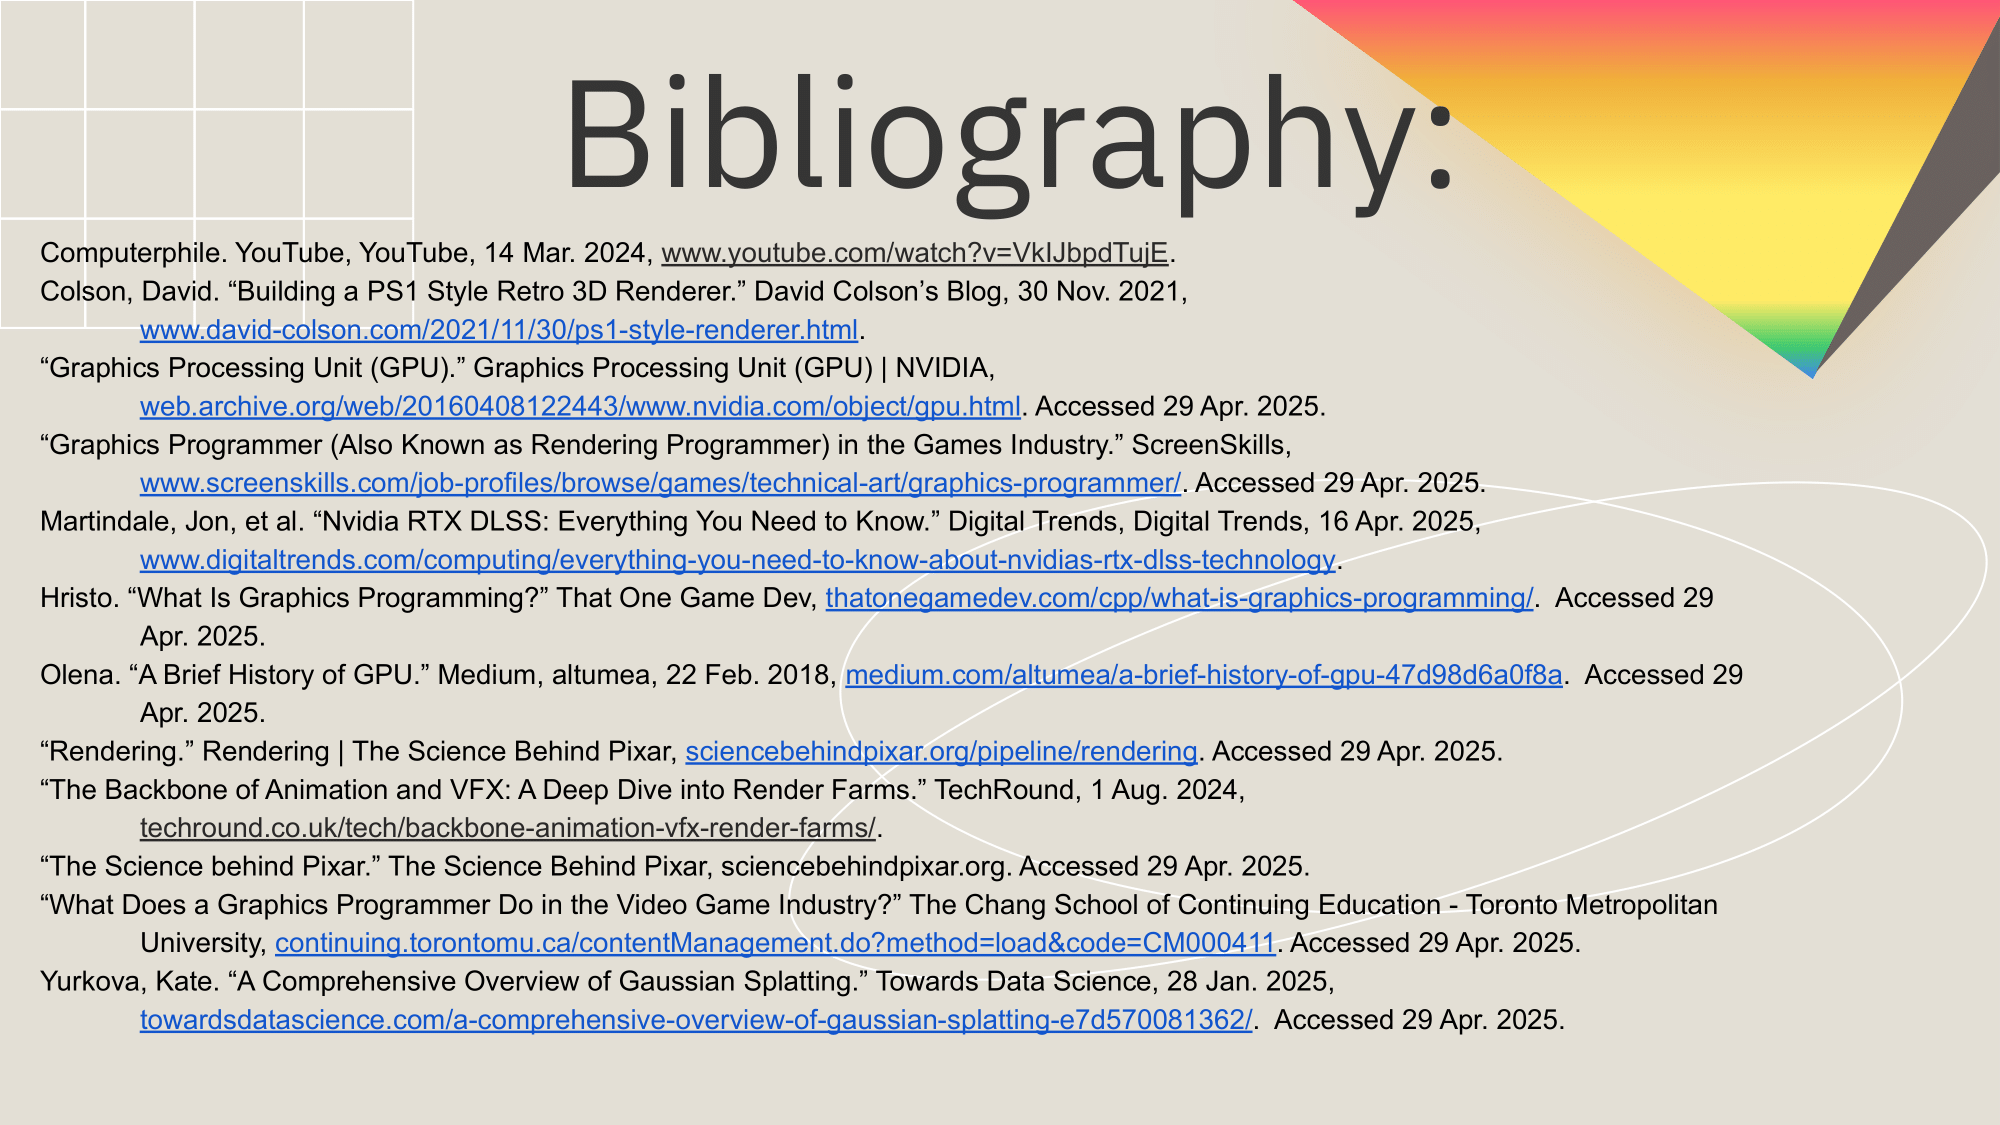 Bibliography:
Computerphile. YouTube, YouTube, 14 Mar. 2024, www.youtube.com/watch?v=VkIJbpdTujE.
Colson, David. “Building a PS1 Style Retro 3D Renderer.” David Colson’s Blog, 30 Nov. 2021,
www.david-colson.com/2021/11/30/ps1-style-renderer.html.
“Graphics Processing Unit (GPU).” Graphics Processing Unit (GPU) | NVIDIA,
web.archive.org/web/20160408122443/www.nvidia.com/object/gpu.html. Accessed 29 Apr. 2025.
“Graphics Programmer (Also Known as Rendering Programmer) in the Games Industry.” ScreenSkills,
www.screenskills.com/job-profiles/browse/games/technical-art/graphics-programmer/. Accessed 29 Apr. 2025.
Martindale, Jon, et al. “Nvidia RTX DLSS: Everything You Need to Know.” Digital Trends, Digital Trends, 16 Apr. 2025,
www.digitaltrends.com/computing/everything-you-need-to-know-about-nvidias-rtx-dlss-technology.
Hristo. “What Is Graphics Programming?” That One Game Dev, thatonegamedev.com/cpp/what-is-graphics-programming/.  Accessed 29
Apr. 2025.
Olena. “A Brief History of GPU.” Medium, altumea, 22 Feb. 2018, medium.com/altumea/a-brief-history-of-gpu-47d98d6a0f8a.  Accessed 29
Apr. 2025.
“Rendering.” Rendering | The Science Behind Pixar, sciencebehindpixar.org/pipeline/rendering. Accessed 29 Apr. 2025.
“The Backbone of Animation and VFX: A Deep Dive into Render Farms.” TechRound, 1 Aug. 2024,
techround.co.uk/tech/backbone-animation-vfx-render-farms/.
“The Science behind Pixar.” The Science Behind Pixar, sciencebehindpixar.org. Accessed 29 Apr. 2025.
“What Does a Graphics Programmer Do in the Video Game Industry?” The Chang School of Continuing Education - Toronto Metropolitan
University, continuing.torontomu.ca/contentManagement.do?method=load&code=CM000411. Accessed 29 Apr. 2025.
Yurkova, Kate. “A Comprehensive Overview of Gaussian Splatting.” Towards Data Science, 28 Jan. 2025,
towardsdatascience.com/a-comprehensive-overview-of-gaussian-splatting-e7d570081362/.  Accessed 29 Apr. 2025.